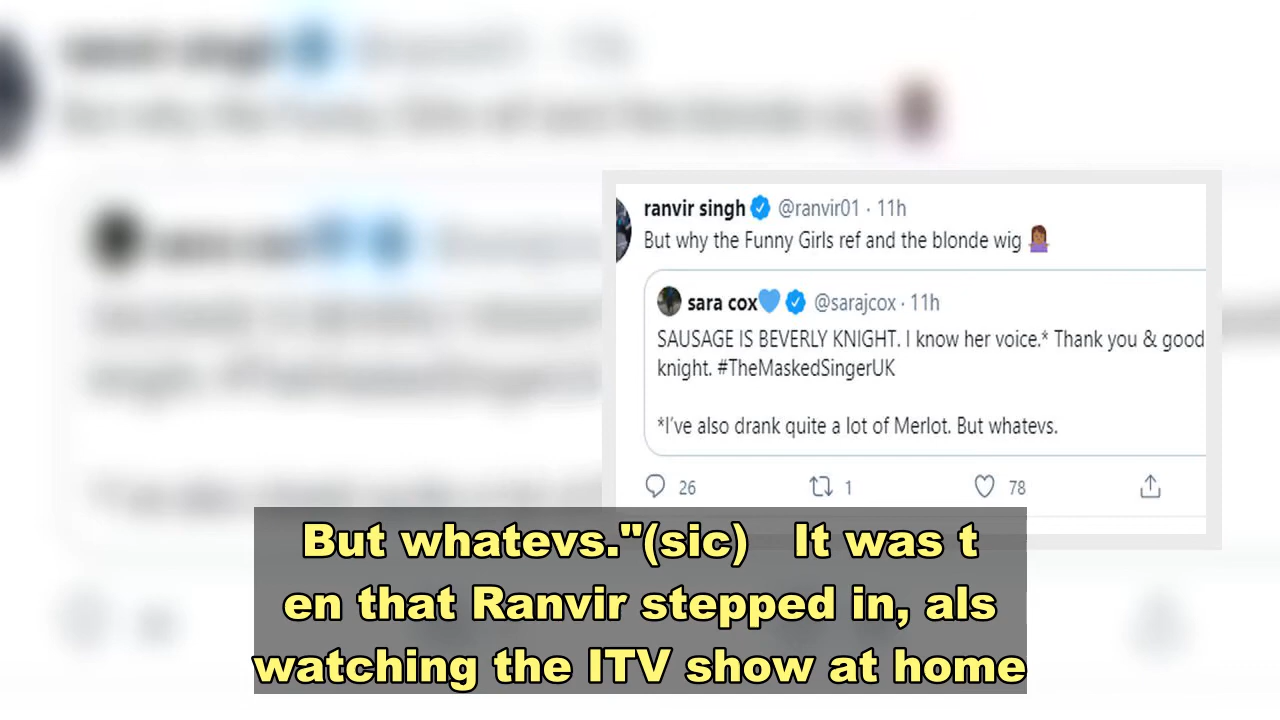 ranvir singh @ranvir01 · 11h
But why the Funny Girls ref and the blonde wig 🤷🏾‍♀️
sara cox💙 @sarajcox · 11h
SAUSAGE IS BEVERLY KNIGHT. I know her voice.* Thank you & good
knight. #TheMaskedSingerUK
*I've also drank quite a lot of Merlot. But whatevs.
26 1 78
But whatevs."(sic) It was t
en that Ranvir stepped in, als
watching the ITV show at home